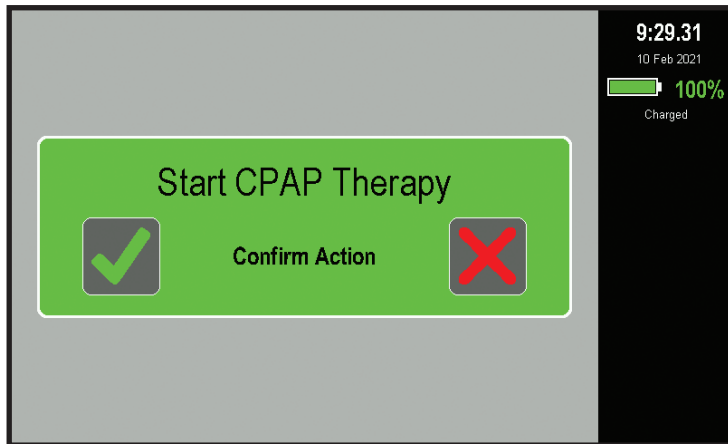 9:29.31
10 Feb 2021
100%
Charged
Start CPAP Therapy
Confirm Action